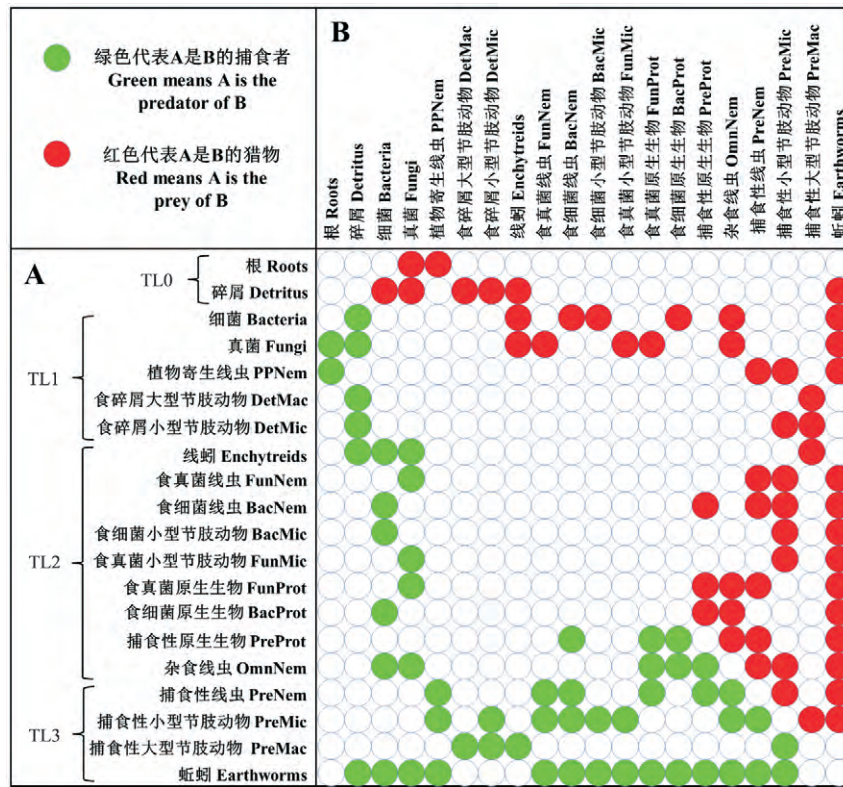 绿色代表A是B的捕食者
Green means A is the
predator of B
红色代表A是B的猎物
Red means A is the
prey of B
B
根 Roots
碎屑 Detritus
细菌 Bacteria
真菌 Fungi
植物寄生线虫 PPNem
食碎屑大型节肢动物 DetMac
食碎屑小型节肢动物 DetMic
线蚓 Enchytreids
食真菌线虫 FunNem
食细菌线虫 BacNem
食细菌小型节肢动物 BacMic
食真菌小型节肢动物 FunMic
食真菌原生生物 FunProt
食细菌原生生物 BacProt
捕食性原生生物 PreProt
杂食线虫 OmnNem
捕食性线虫 PreNem
捕食性小型节肢动物 PreMic
捕食性大型节肢动物 PreMac
蚯蚓 Earthworms
A
TL0
根 Roots
碎屑 Detritus
TL1
细菌 Bacteria
真菌 Fungi
植物寄生线虫 PPNem
食碎屑大型节肢动物 DetMac
食碎屑小型节肢动物 DetMic
TL2
线蚓 Enchytreids
食真菌线虫 FunNem
食细菌线虫 BacNem
食细菌小型节肢动物 BacMic
食真菌小型节肢动物 FunMic
食真菌原生生物 FunProt
食细菌原生生物 BacProt
捕食性原生生物 PreProt
杂食线虫 OmnNem
TL3
捕食性线虫 PreNem
捕食性小型节肢动物 PreMic
捕食性大型节肢动物 PreMac
蚯蚓 Earthworms